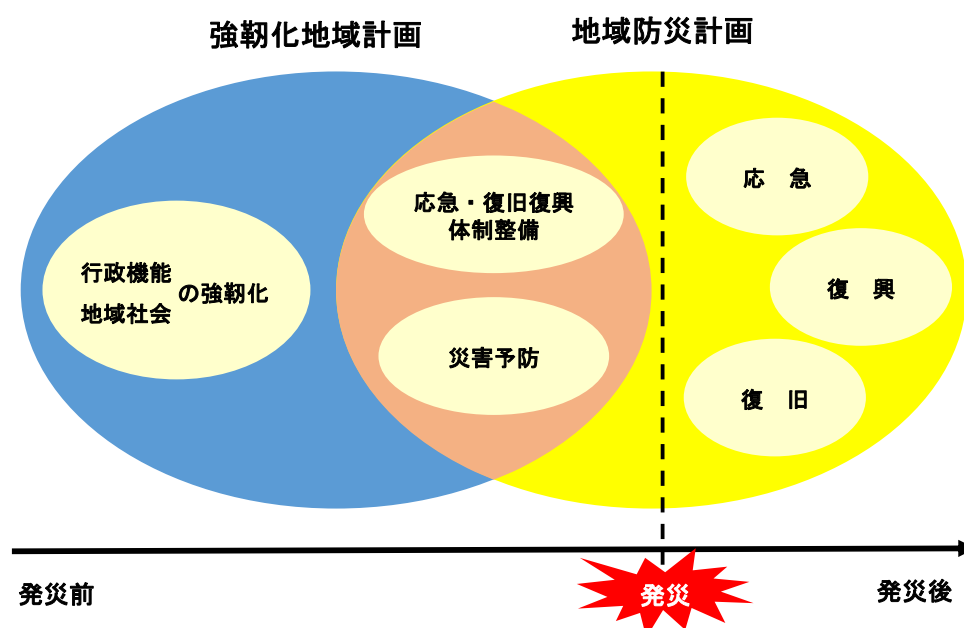 強靭化地域計画
地域防災計画
応急・復旧復興
体制整備
応　急
行政機能
地域社会
の強靭化
復　興
災害予防
復　旧
発災前
発災
発災後